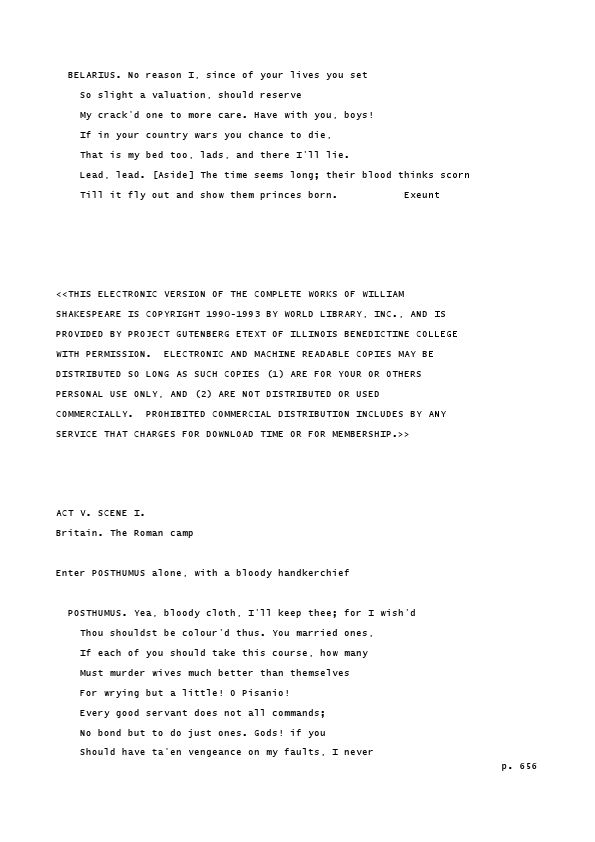 BELARIUS. No reason I, since of your lives you set
So slight a valuation, should reserve
My crack'd one to more care. Have with you, boys!
If in your country wars you chance to die,
That is my bed too, lads, and there I'll lie.
Lead, lead. [Aside] The time seems long; their blood thinks scorn
Till it fly out and show them princes born.           Exeunt
<<THIS ELECTRONIC VERSION OF THE COMPLETE WORKS OF WILLIAM
SHAKESPEARE IS COPYRIGHT 1990-1993 BY WORLD LIBRARY, INC., AND IS
PROVIDED BY PROJECT GUTENBERG ETEXT OF ILLINOIS BENEDICTINE COLLEGE
WITH PERMISSION.  ELECTRONIC AND MACHINE READABLE COPIES MAY BE
DISTRIBUTED SO LONG AS SUCH COPIES (1) ARE FOR YOUR OR OTHERS
PERSONAL USE ONLY, AND (2) ARE NOT DISTRIBUTED OR USED
COMMERCIALLY.  PROHIBITED COMMERCIAL DISTRIBUTION INCLUDES BY ANY
SERVICE THAT CHARGES FOR DOWNLOAD TIME OR FOR MEMBERSHIP.>>
ACT V. SCENE I.
Britain. The Roman camp
Enter POSTHUMUS alone, with a bloody handkerchief
POSTHUMUS. Yea, bloody cloth, I'll keep thee; for I wish'd
Thou shouldst be colour'd thus. You married ones,
If each of you should take this course, how many
Must murder wives much better than themselves
For wrying but a little! O Pisanio!
Every good servant does not all commands;
No bond but to do just ones. Gods! if you
Should have ta'en vengeance on my faults, I never
p. 656